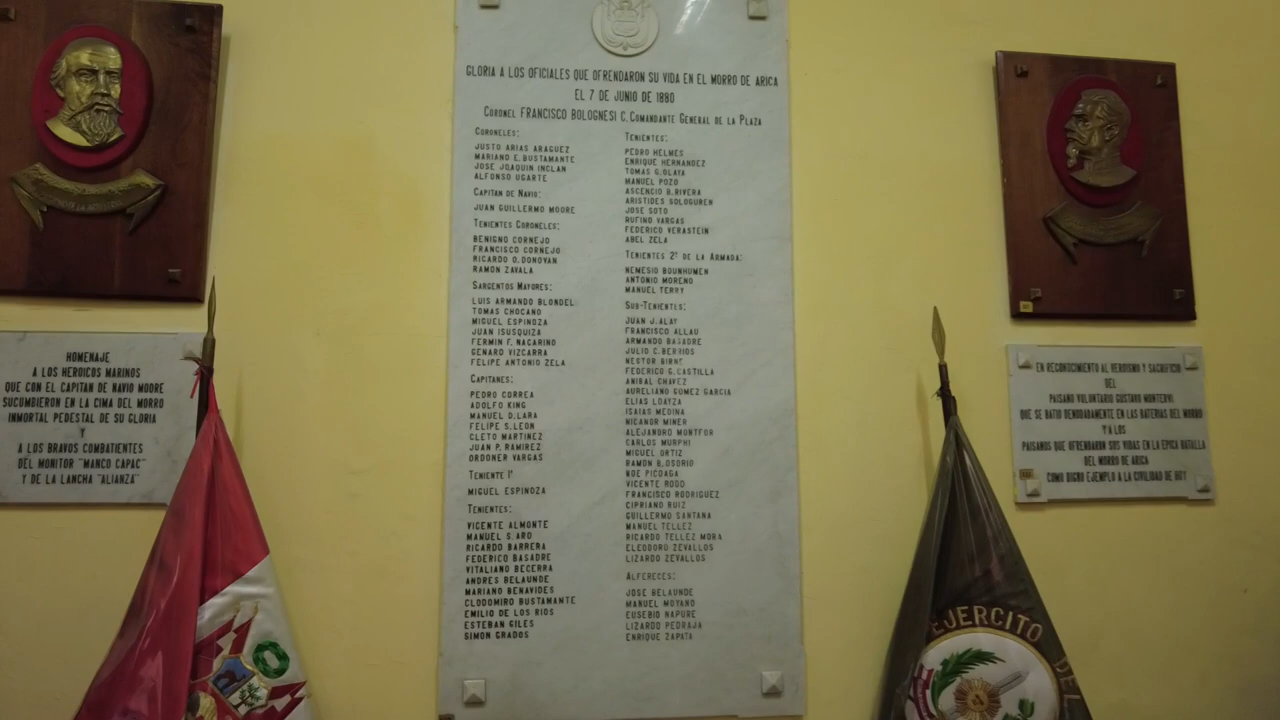 HOMENAJE
A LOS HEROICOS MARINOS
QUE CON EL CAPITAN DE NAVIO MOORE
SUCUMBIERON EN LA CIMA DEL MORRO
INMORTAL PEDESTAL DE SU GLORIA
Y
A LOS BRAVOS COMBATIENTES
DEL MONITOR "MANCO CAPAC"
Y DE LA LANCHA "ALIANZA"
GLORIA A LOS OFICIALES QUE OFRENDARON SU VIDA EN EL MORRO DE ARICA
EL 7 DE JUNIO DE 1880
CORONEL FRANCISCO BOLOGNESI C. COMANDANTE GENERAL DE LA PLAZA
CORONELES:
JUSTO ARIAS ARAGUEZ
MARIANO E. BUSTAMANTE
JOSE JOAQUIN INCLAN
ALFONSO UGARTE
CAPITAN DE NAVIO:
JUAN GUILLERMO MOORE
TENIENTES CORONELES:
BENIGNO CORNEJO
FRANCISCO CORNEJO
RICARDO O. DONOVAN
RAMON ZAVALA
SARGENTOS MAYORES:
LUIS ARMANDO BLONDEL
TOMAS CHOCANO
MIGUEL ESPINOZA
JUAN ISUSQUIZA
FERMIN F. NACARINO
GENARO VIZCARRA
FELIPE ANTONIO ZELA
CAPITANES:
PEDRO CORREA
ADOLFO KING
MANUEL O. LARA
FELIPE S. LEON
CLETO MARTINEZ
JUAN P. RAMIREZ
ORDONER VARGAS
TENIENTE 1º
MIGUEL ESPINOZA
TENIENTES:
VICENTE ALMONTE
MANUEL S. ARO
RICARDO BARRERA
FEDERICO BASADRE
VITALIANO BECERRA
ANDRES BELAUNDE
MARIANO BENAVIDES
CLODOMIRO BUSTAMANTE
EMILIO DE LOS RIOS
ESTEBAN GILES
SIMON GRADOS
TENIENTES:
PEDRO HELMES
ENRIQUE HERNANDEZ
TOMAS G. OLAYA
MANUEL POZO
ASCENCIO B. RIVERA
ARISTIDES SOLOGUREN
JOSE SOTO
RUFINO VARGAS
FEDERICO VERASTEIN
ABEL ZELA
TENIENTES 2º DE LA ARMADA:
NEMESIO BOUNHUMEN
ANTONIO MORENO
MANUEL TERRY
SUB-TENIENTES:
JUAN J. ALAY
FRANCISCO ALLAU
ARMANDO BASADRE
JULIO C. BERRIOS
NESTOR BIRNE
FEDERICO G. CASTILLA
ANIBAL CHAVEZ
AURELIANO GOMEZ GARCIA
ELIAS LOAYZA
ISAIAS MEDINA
NICANOR MINER
ALEJANDRO MONTFOR
CARLOS MURPHI
MIGUEL ORTIZ
RAMON B. OSORIO
NOE PICOAGA
VICENTE RODO
FRANCISCO RODRIGUEZ
CIPRIANO RUIZ
GUILLERMO SANTANA
MANUEL TELLEZ
RICARDO TELLEZ MORA
ELEODORO ZEVALLOS
LIZARDO ZEVALLOS
ALFERECES:
JOSE BELAUNDE
MANUEL MOYANO
EUSEBIO NAPURE
LIZARDO PEDRAJA
ENRIQUE ZAPATA
EN RECONOCIMIENTO AL HEROISMO Y SACRIFICIO
DEL
PAISANO VOLUNTARIO GUSTAVO MONTERVI
QUE SE BATIO DENODADAMENTE EN LAS BATERIAS DEL MORRO
Y A LOS
PAISANOS QUE OFRENDARON SUS VIDAS EN LA EPICA BATALLA
DEL MORRO DE ARICA
COMO DIGNO EJEMPLO A LA CIVILIDAD DE HOY
EJERCITO DEL